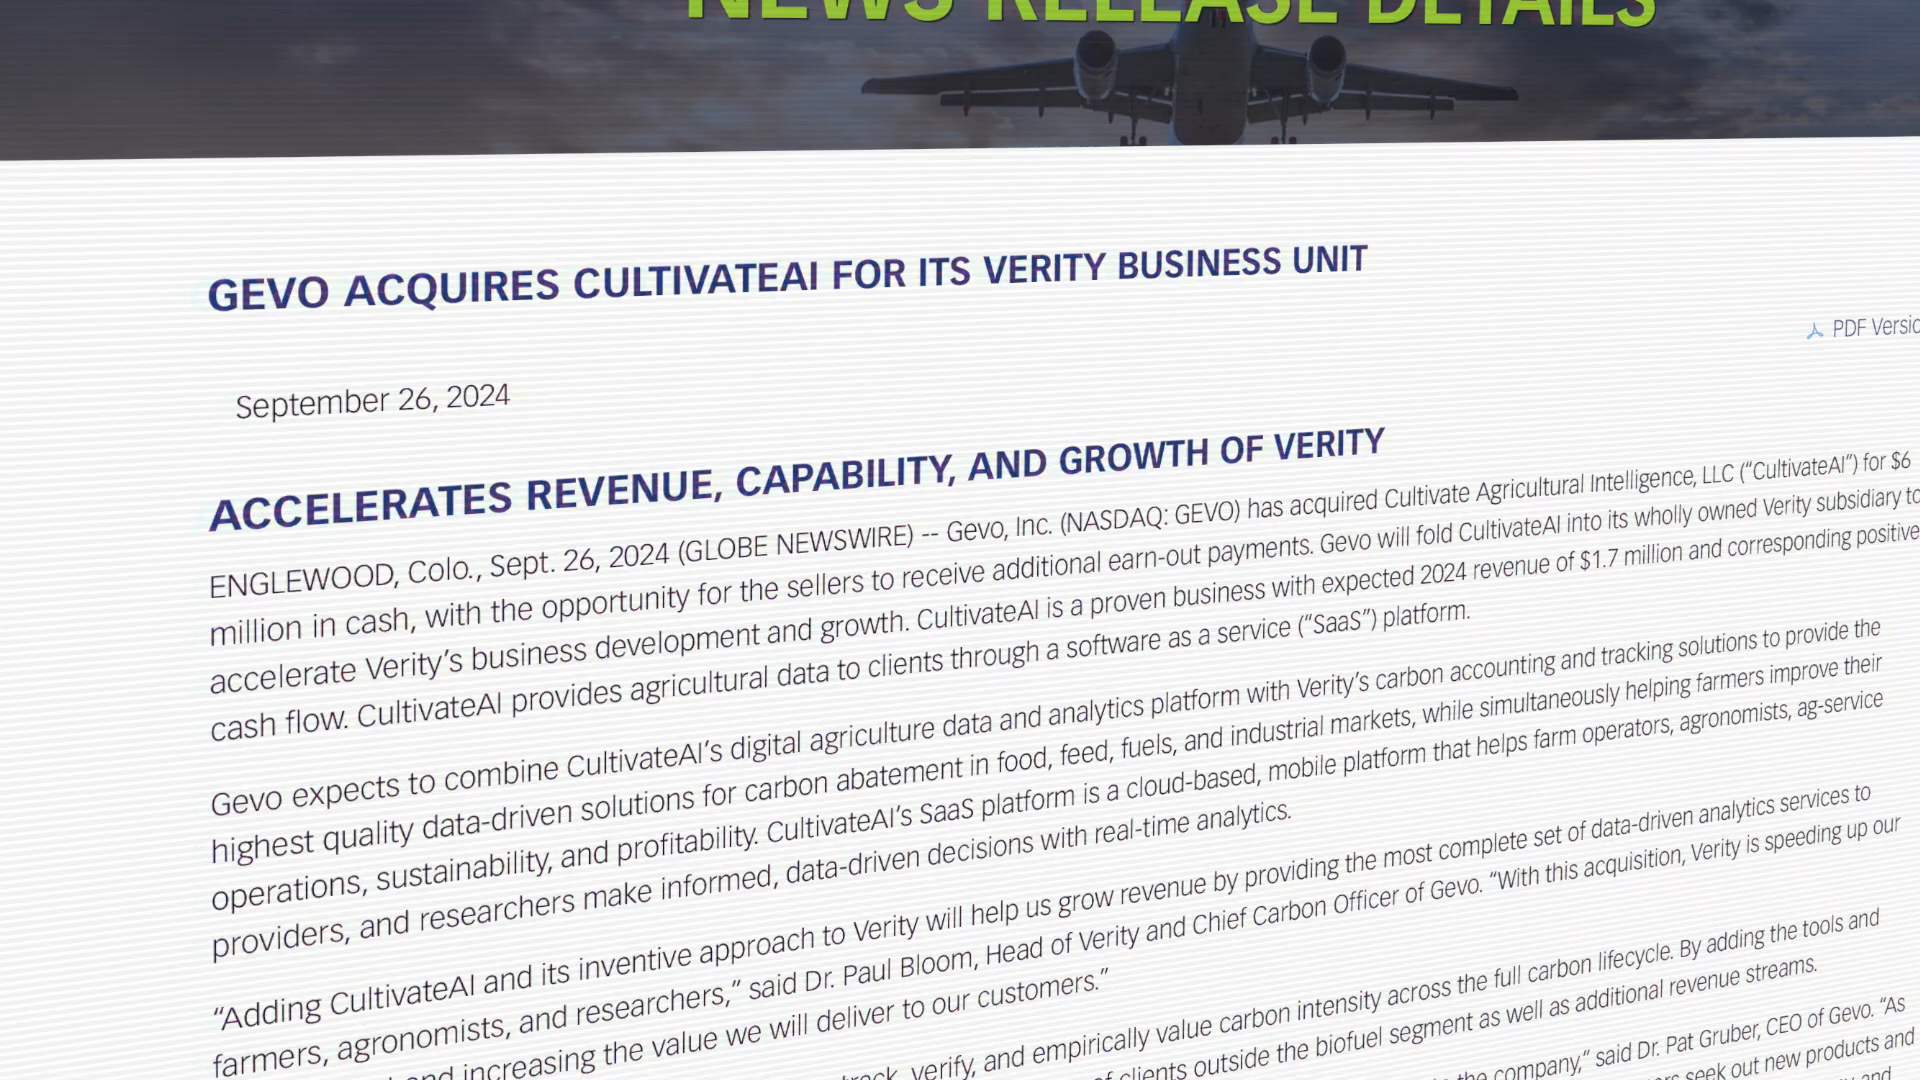 NEWS RELEASE DETAILS
GEVO ACQUIRES CULTIVATEAI FOR ITS VERITY BUSINESS UNIT
PDF
September 26, 2024
ACCELERATES REVENUE, CAPABILITY, AND GROWTH OF VERITY
ENGLEWOOD, Colo., Sept. 26, 2024 (GLOBE NEWSWIRE) -- Gevo, Inc. (NASDAQ: GEVO) has acquired Cultivate Agricultural Intelligence, LLC (“CultivateAI”) for $6
million in cash, with the opportunity for the sellers to receive additional earn-out payments. Gevo will fold CultivateAI into its wholly owned Verity subsidiary to
accelerate Verity’s business development and growth. CultivateAI is a proven business with expected 2024 revenue of $1.7 million and corresponding positive
cash flow. CultivateAI provides agricultural data to clients through a software as a service (“SaaS”) platform.
Gevo expects to combine CultivateAI’s digital agriculture data and analytics platform with Verity’s carbon accounting and tracking solutions to provide the
highest quality data-driven solutions for carbon abatement in food, feed, fuels, and industrial markets, while simultaneously helping farmers improve their
operations, sustainability, and profitability. CultivateAI’s SaaS platform is a cloud-based, mobile platform that helps farm operators, agronomists, ag-service
providers, and researchers make informed, data-driven decisions with real-time analytics.
“Adding CultivateAI and its inventive approach to Verity will help us grow revenue by providing the most complete set of data-driven analytics services to
farmers, agronomists, and researchers,” said Dr. Paul Bloom, Head of Verity and Chief Carbon Officer of Gevo. “With this acquisition, Verity is speeding up our
and increasing the value we will deliver to our customers.”
verify, and empirically value carbon intensity across the full carbon lifecycle. By adding the tools and
clients outside the biofuel segment as well as additional revenue streams.
the company,” said Dr. Pat Gruber, CEO of Gevo. “As
seek out new products and
and